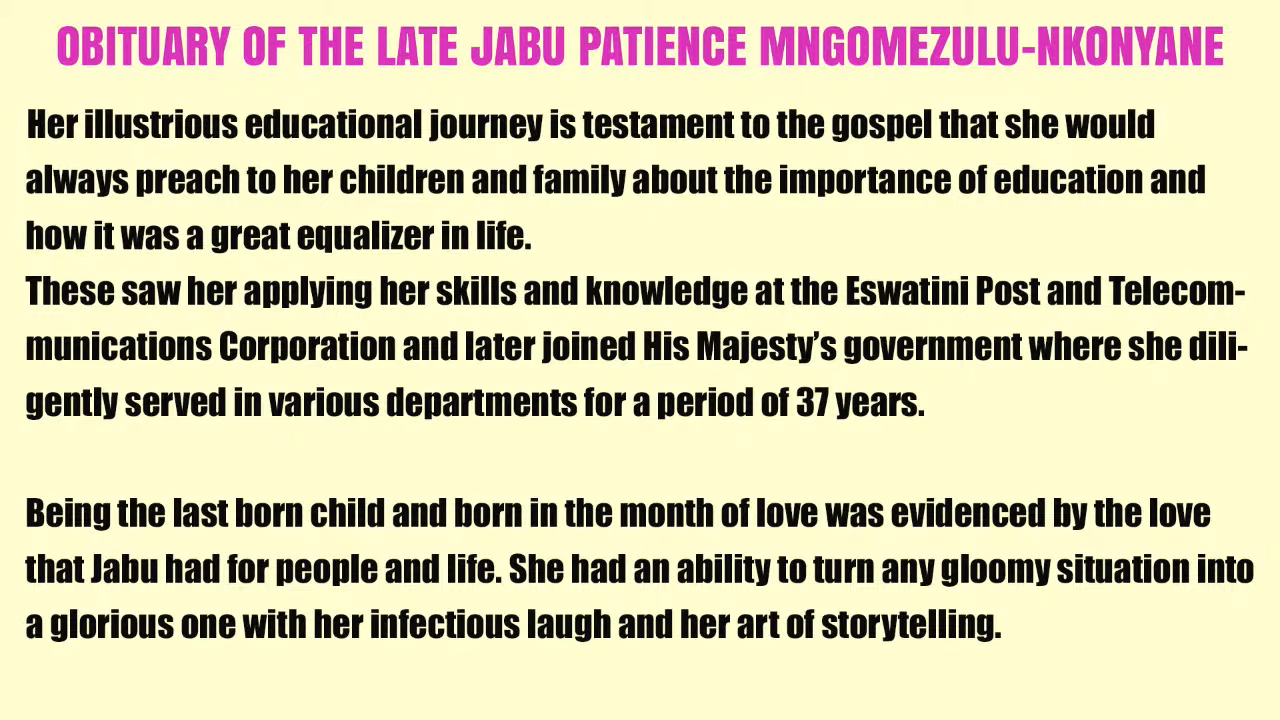 OBITUARY OF THE LATE JABU PATIENCE MNGOMEZULU-NKONYANE
Her illustrious educational journey is testament to the gospel that she would
always preach to her children and family about the importance of education and
how it was a great equalizer in life.
These saw her applying her skills and knowledge at the Eswatini Post and Telecom-
munications Corporation and later joined His Majesty’s government where she dili-
gently served in various departments for a period of 37 years.
Being the last born child and born in the month of love was evidenced by the love
that Jabu had for people and life. She had an ability to turn any gloomy situation into
a glorious one with her infectious laugh and her art of storytelling.